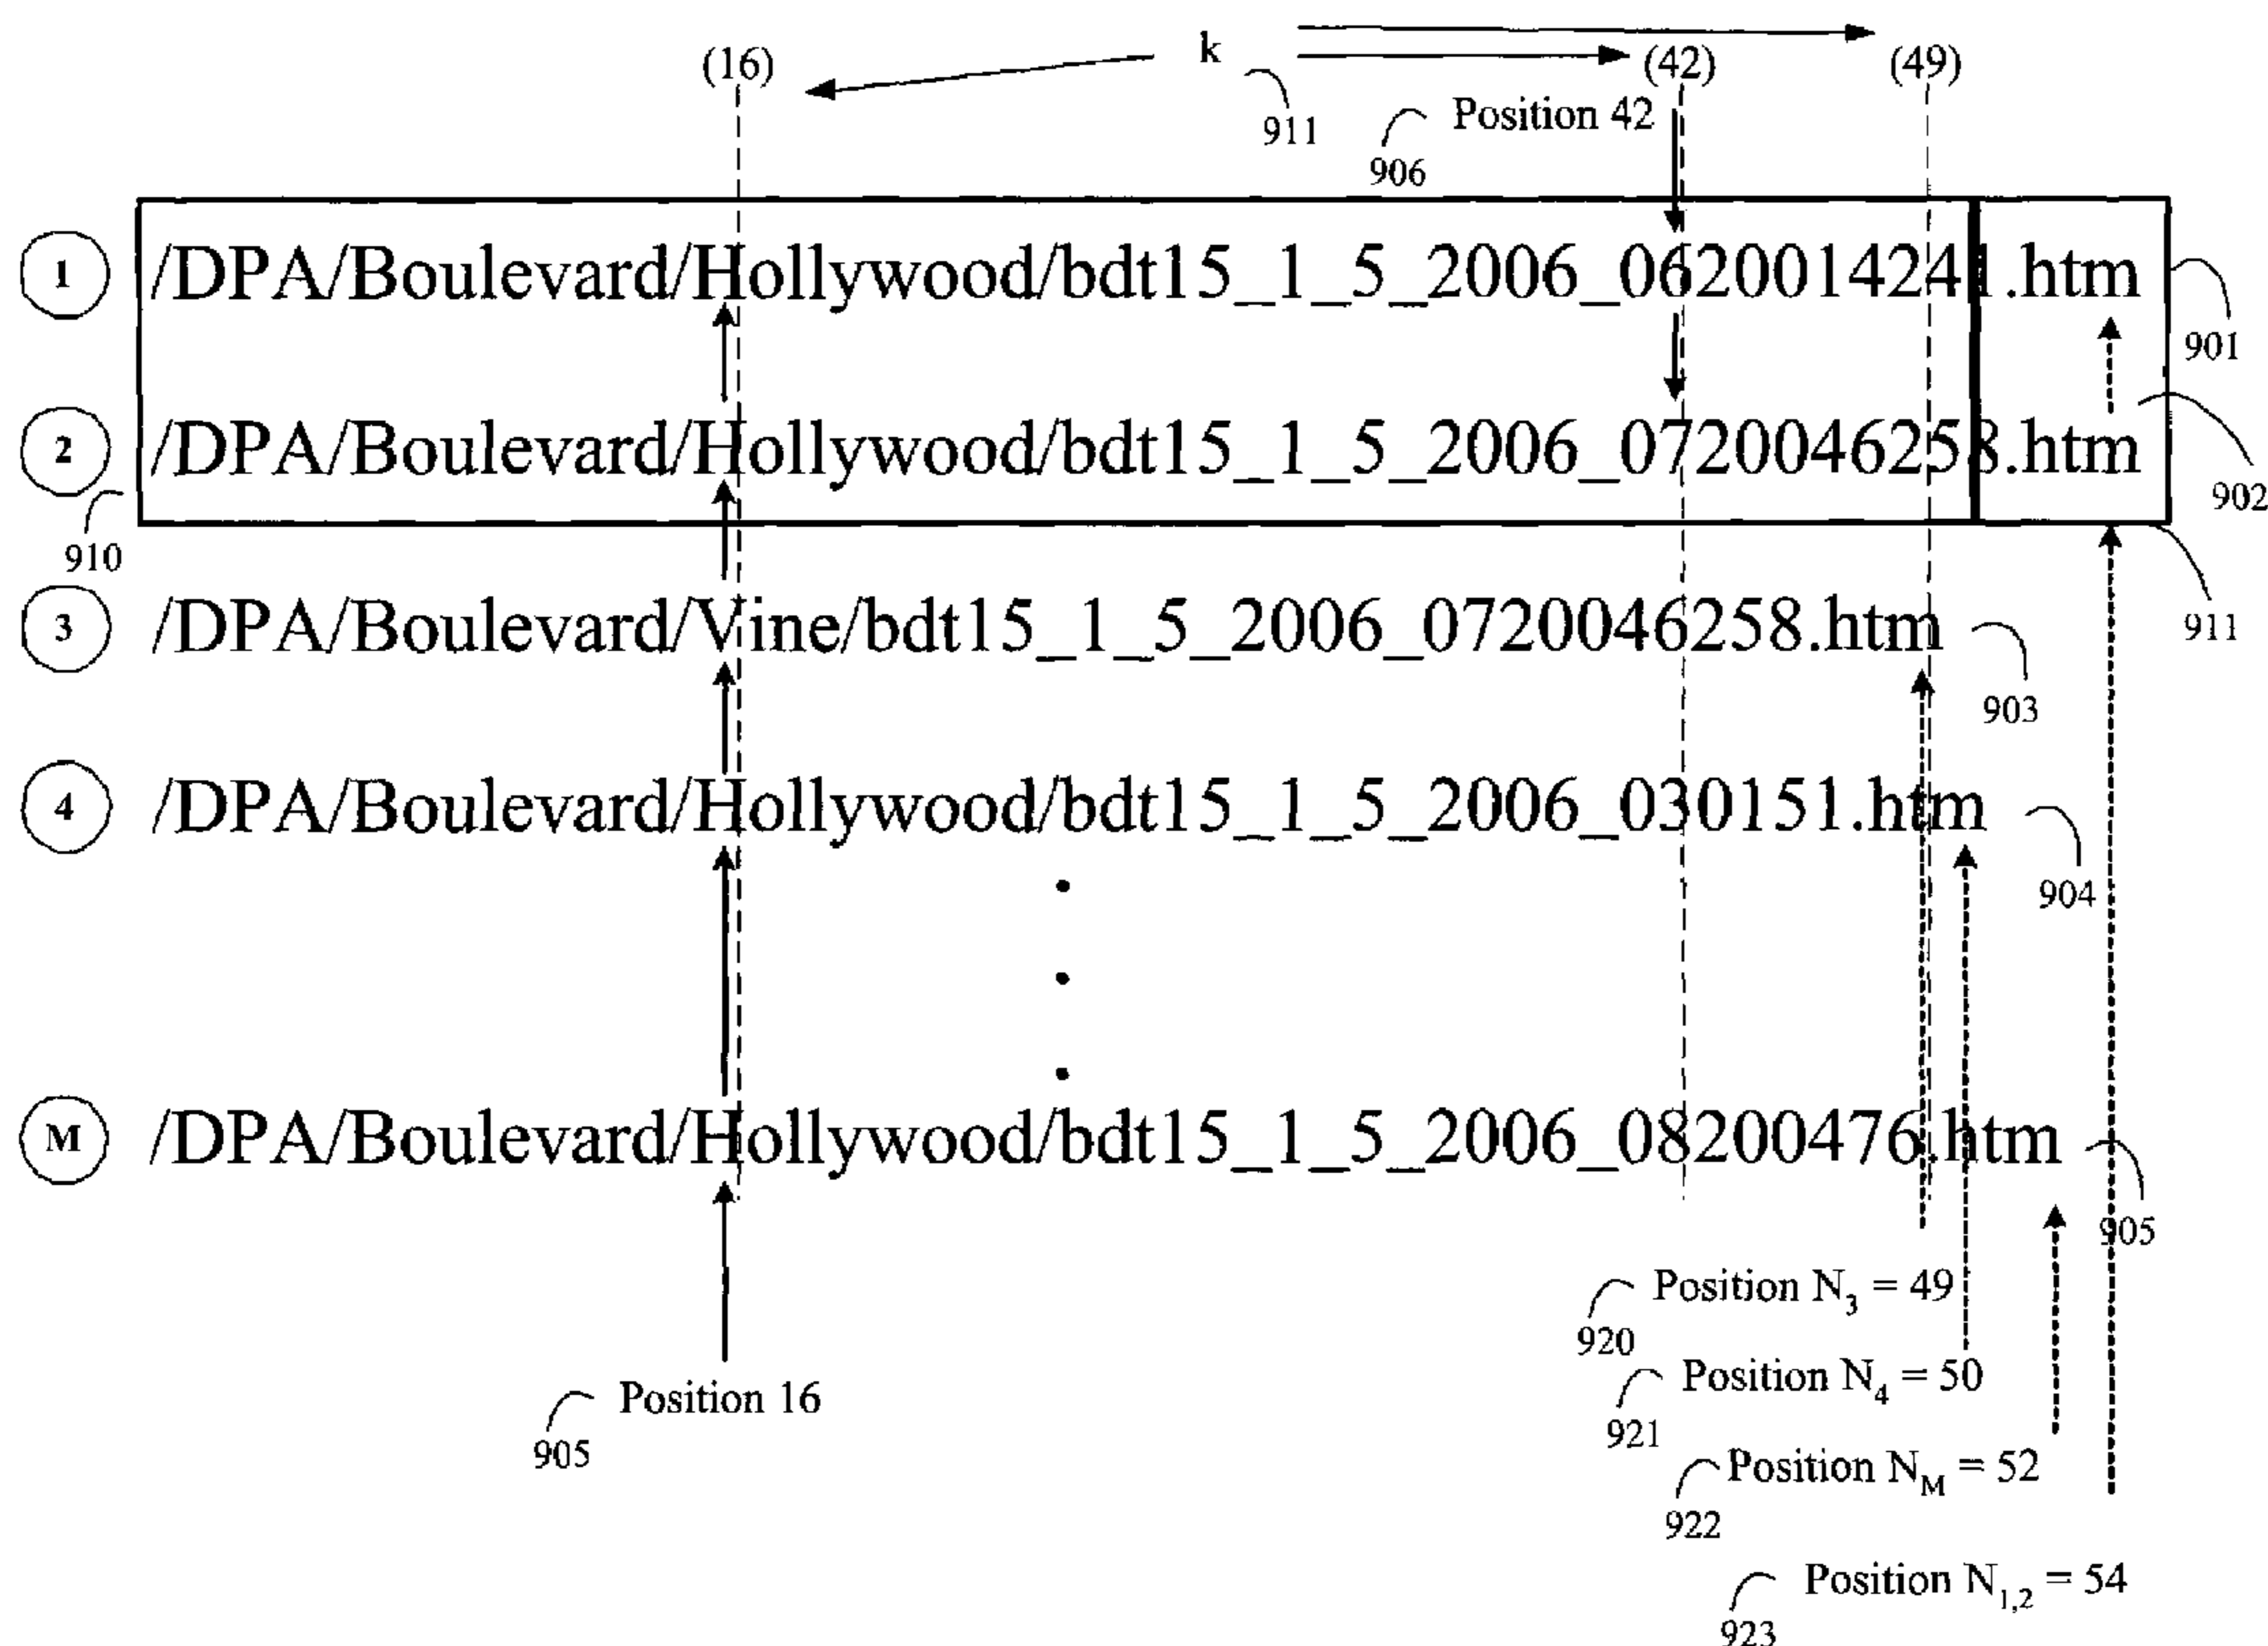 k
(16)
(42)
(49)
911
906
Position 42
1
/DPA/Boulevard/Hollywood/bdt15_1_5_2006_0620014241.htm
901
2
/DPA/Boulevard/Hollywood/bdt15_1_5_2006_0720046258.htm
902
910
3
/DPA/Boulevard/Vine/bdt15_1_5_2006_0720046258.htm
911
903
4
/DPA/Boulevard/Hollywood/bdt15_1_5_2006_030151.htm
904
M
/DPA/Boulevard/Hollywood/bdt15_1_5_2006_08200476.htm
905
Position N3 = 49
920
Position 16
905
Position N4 = 50
921
Position NM = 52
922
Position N1,2 = 54
923